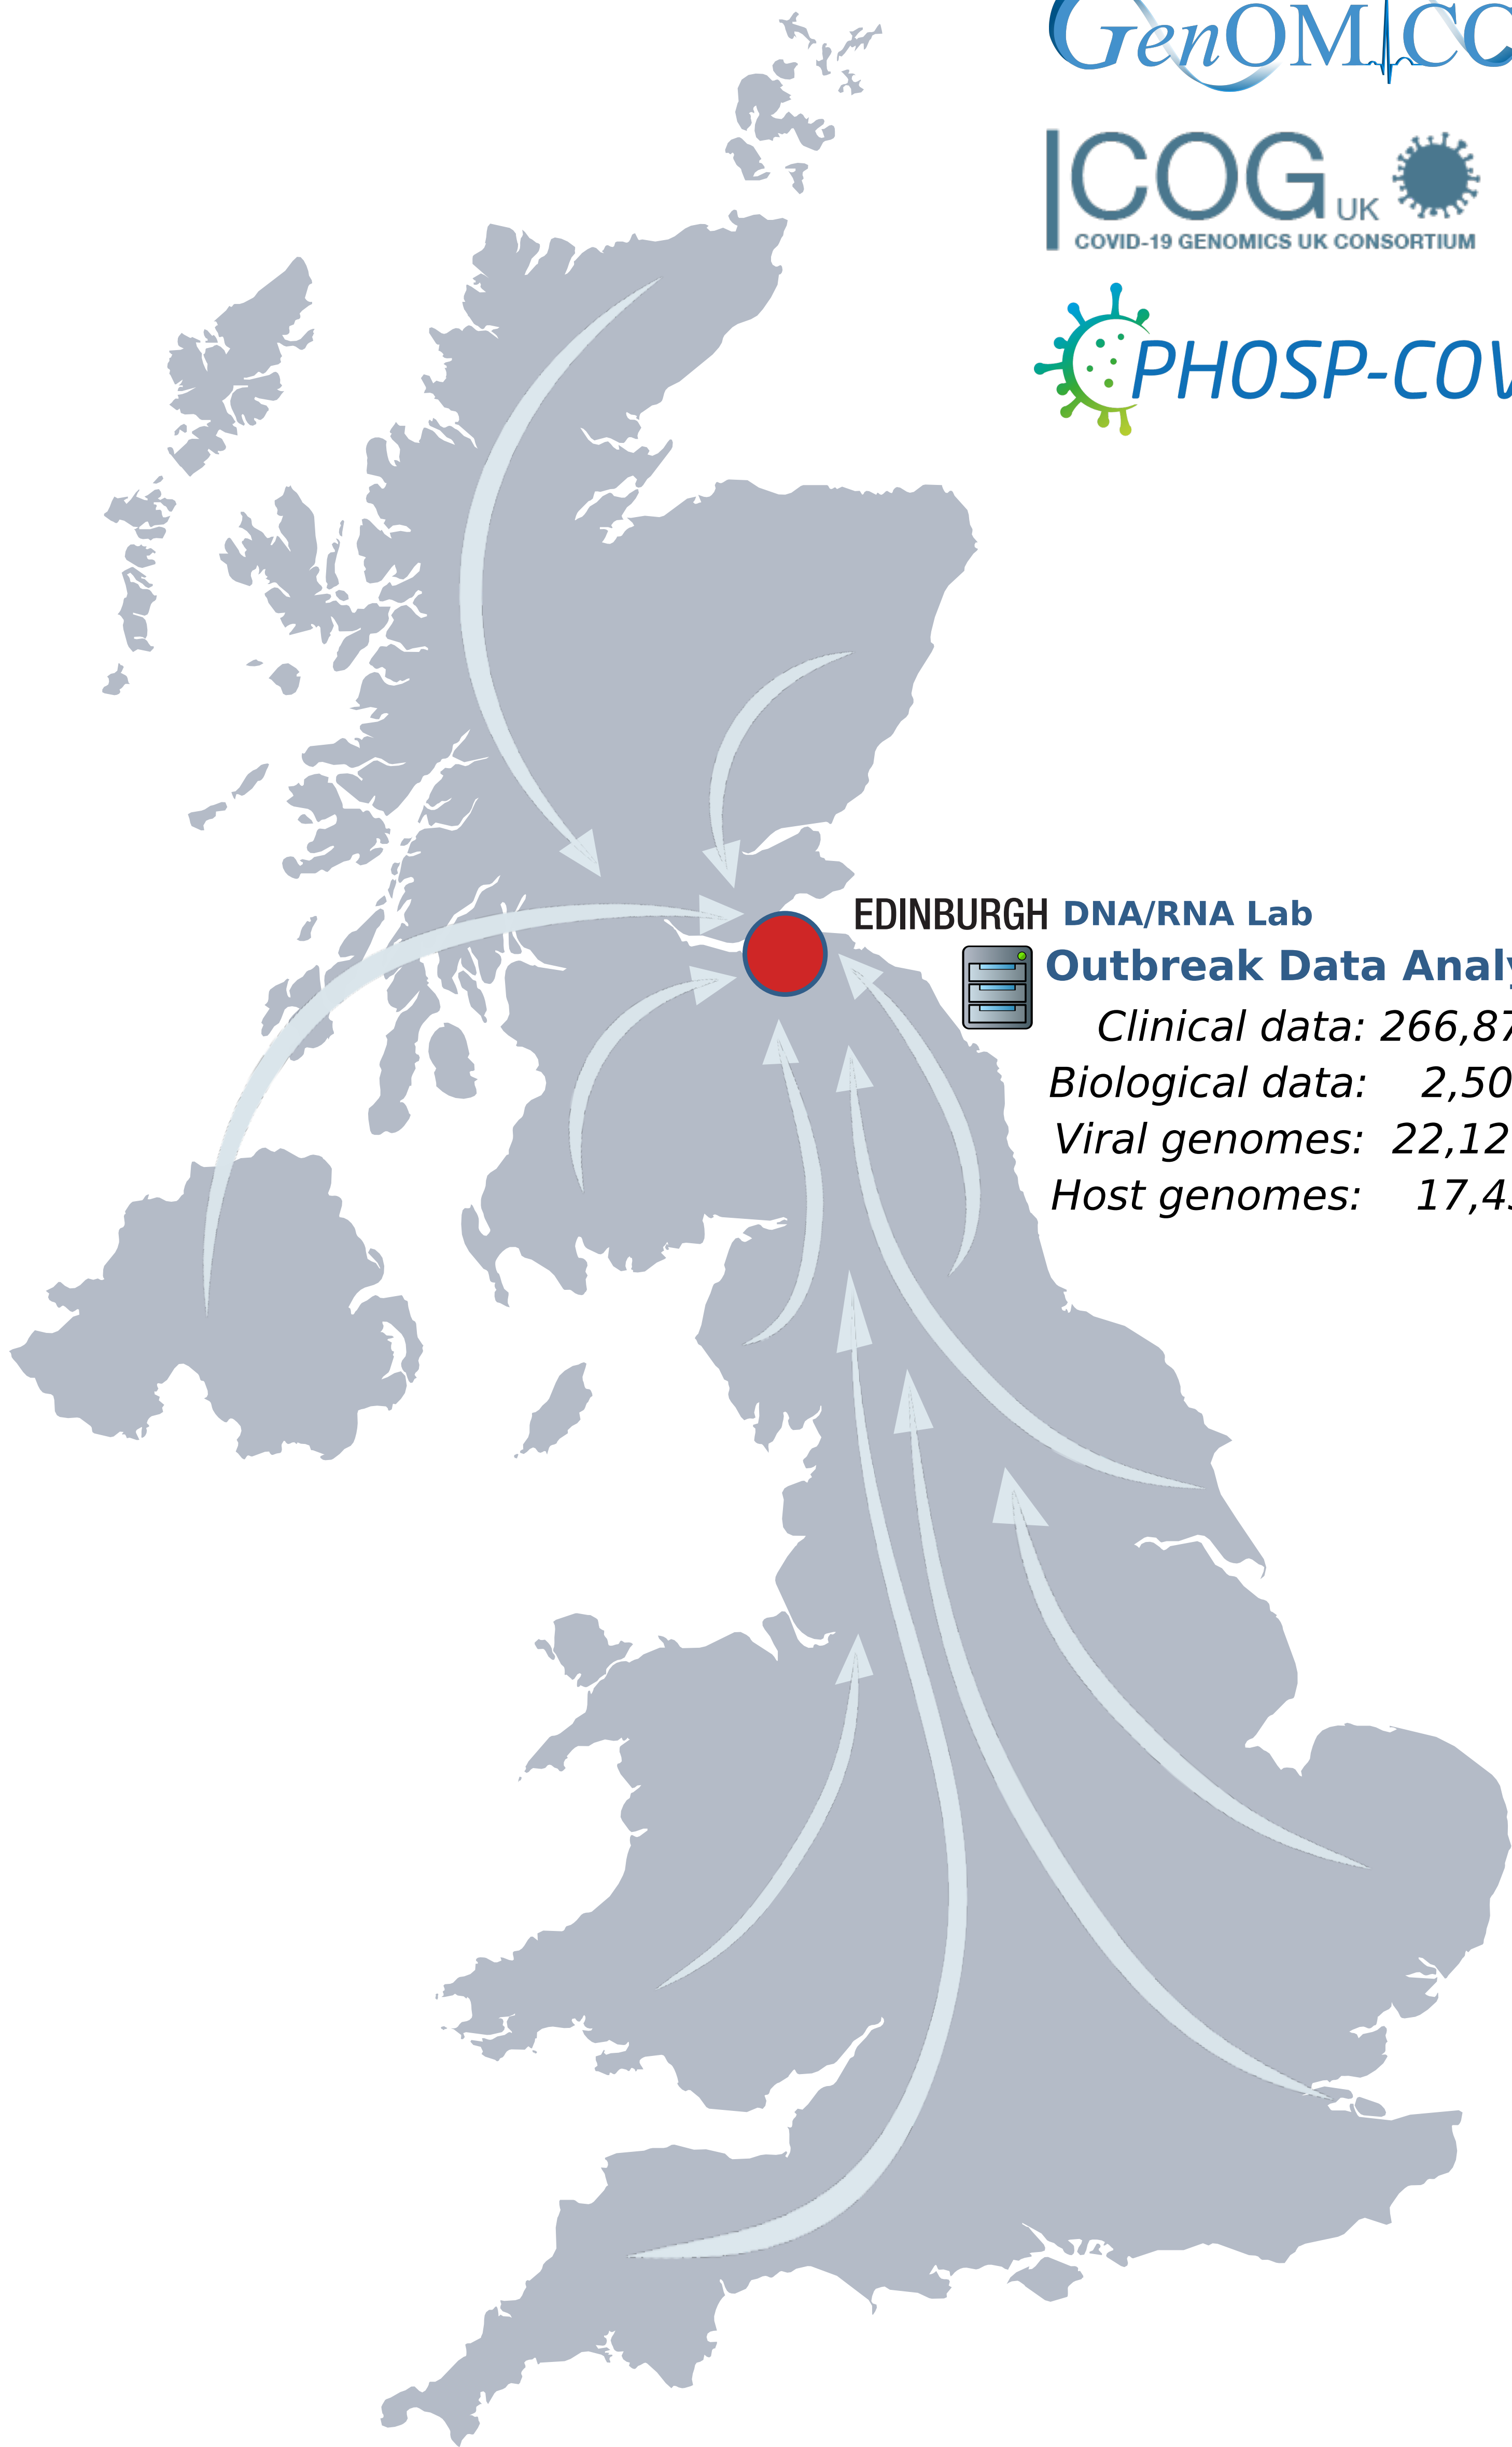 GenOMICC
COG UK
COVID-19 GENOMICS UK CONSORTIUM
PHOSP-COV
EDINBURGH DNA/RNA Lab
Outbreak Data Analy
Clinical data: 266,87
Biological data: 2,50
Viral genomes: 22,12
Host genomes: 17,4